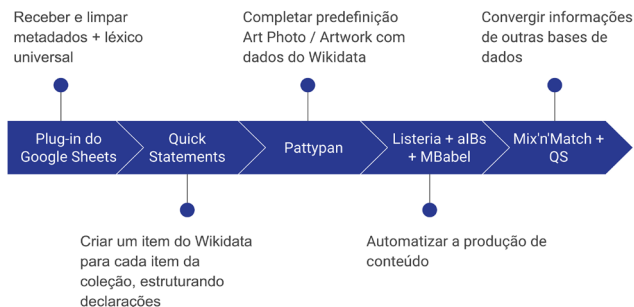 Receber e limpar
metadados + léxico
universal
Completar predefinição
Art Photo / Artwork com
dados do Wikidata
Convergir informações
de outras bases de
dados
Plug-in do
Google Sheets
Quick
Statements
Pattypan
Listeria + aIBs
+ MBabel
Mix'n'Match +
QS
Criar um item do Wikidata
para cada item da
coleção, estruturando
declarações
Automatizar a produção de
conteúdo